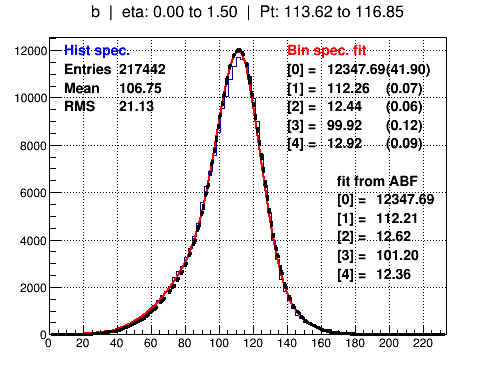 b | eta: 0.00 to 1.50 | Pt: 113.62 to 116.85
Hist spec.
Entries 217442
Mean 106.75
RMS 21.13
Bin spec. fit
[0] = 12347.69(41.90)
[1] = 112.26 (0.07)
[2] = 12.44 (0.06)
[3] = 99.92 (0.12)
[4] = 12.92 (0.09)
fit from ABF
[0] = 12347.69
[1] = 112.21
[2] = 12.62
[3] = 101.20
[4] = 12.36
12000
10000
8000
6000
4000
2000
0
0 20 40 60 80 100 120 140 160 180 200 220